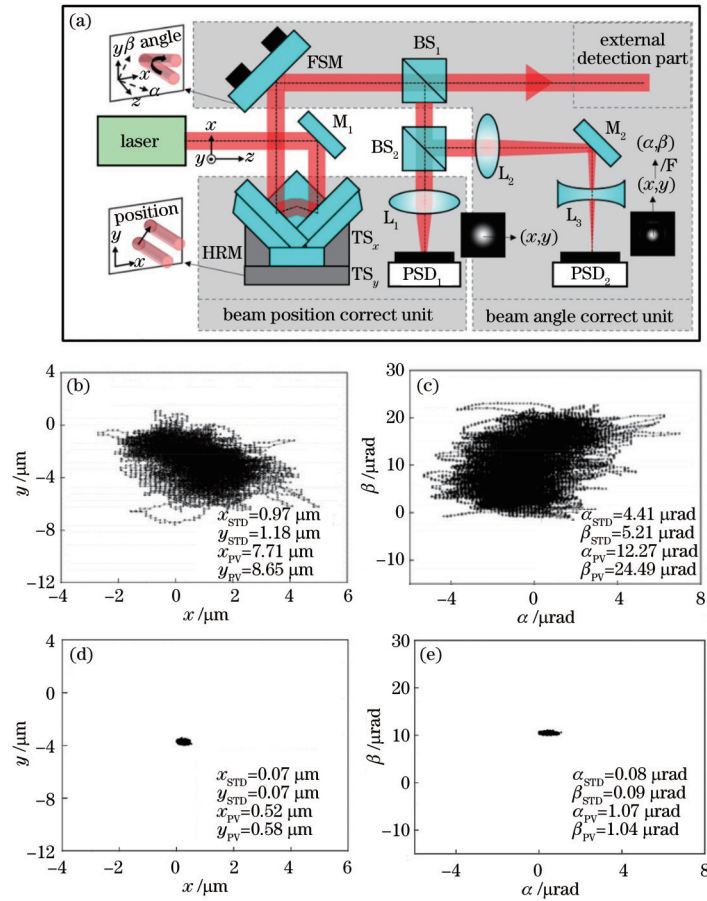 (a)
y β angle
x
α
z
FSM
BS1
external
detection part
laser
x
y
z
M1
BS2
L2
M2
(α,β)
/F
(x,y)
L3
position
y
x
HRM
TSx
TSy
L1
(x,y)
PSD1
PSD2
beam position correct unit
beam angle correct unit
(b)
4
0
−4
−8
−12
y /μm
xSTD=0.97 μm
ySTD=1.18 μm
xPV=7.71 μm
yPV=8.65 μm
−4 −2 0 2 4 6
x /μm
(c)
30
20
10
0
−10
β /μrad
αSTD=4.41 μrad
βSTD=5.21 μrad
αPV=12.27 μrad
βPV=24.49 μrad
−4 0 4 8
α /μrad
(d)
4
0
−4
−8
−12
y /μm
xSTD=0.07 μm
ySTD=0.07 μm
xPV=0.52 μm
yPV=0.58 μm
−4 −2 0 2 4 6
x /μm
(e)
30
20
10
0
−10
β /μrad
αSTD=0.08 μrad
βSTD=0.09 μrad
αPV=1.07 μrad
βPV=1.04 μrad
−4 0 4 8
α /μrad